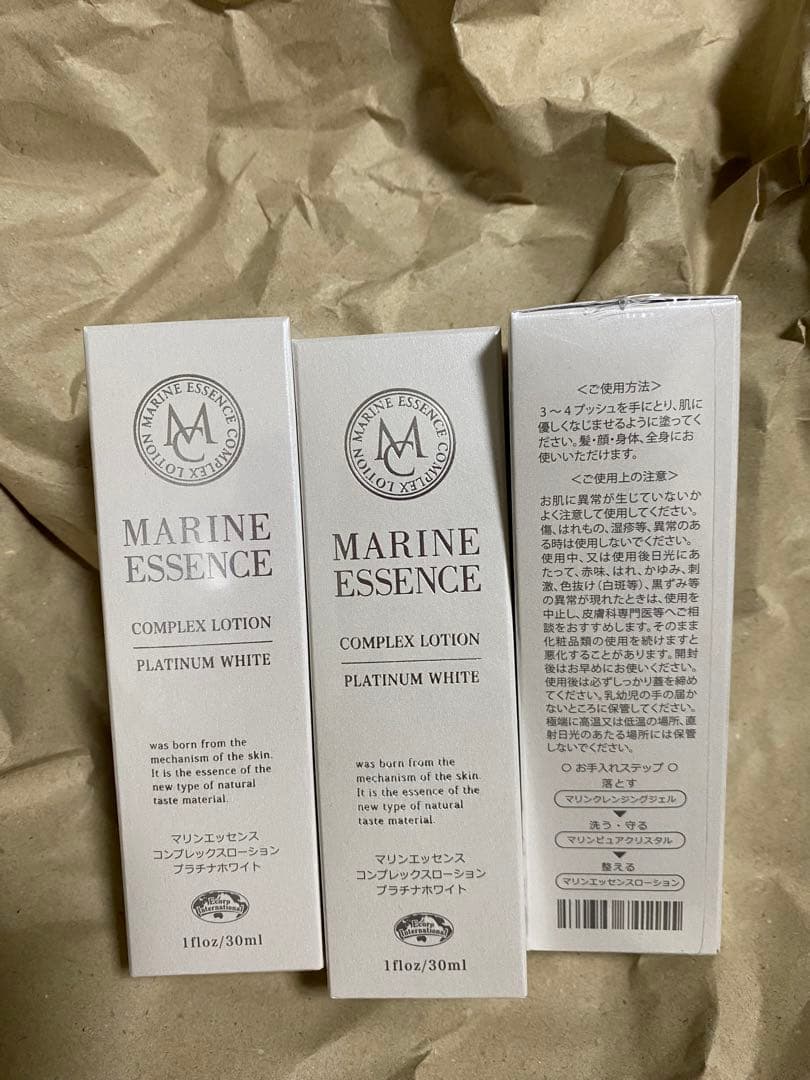 MARINE ESSENCE COMPLEX LOTION
MC
MARINE
ESSENCE
COMPLEX LOTION
PLATINUM WHITE
was born from the
mechanism of the skin.
It is the essence of the
new type of natural
taste material.
マリンエッセンス
コンプレックスローション
プラチナホワイト
Ecorp
International
1floz/30ml
MARINE ESSENCE COMPLEX LOTION
MC
MARINE
ESSENCE
COMPLEX LOTION
PLATINUM WHITE
was born from the
mechanism of the skin.
It is the essence of the
new type of natural
taste material.
マリンエッセンス
コンプレックスローション
プラチナホワイト
Ecorp
International
1floz/30ml
＜ご使用方法＞
3～4プッシュを手にとり、肌に
優しくなじませるように塗ってく
ださい。髪・顔・身体、全身にお
使いいただけます。
＜ご使用上の注意＞
お肌に異常が生じていないか
よく注意して使用してください。
傷、はれもの、湿疹等、異常のあ
る時は使用しないでください。
使用中、又は使用後日光にあ
たって、赤味、はれ、かゆみ、刺
激、色抜け（白斑等）、黒ずみ等
の異常が現れたときは、使用を
中止し、皮膚科専門医等へご相
談をおすすめします。そのまま
化粧品類の使用を続けますと
悪化することがあります。開封
後はお早めにお使いください。
使用後は必ずしっかり蓋を締め
てください。乳幼児の手の届か
ないところに保管してください。
極端に高温又は低温の場所、直
射日光のあたる場所には保管
しないでください。
○ お手入れステップ ○
落とす
マリンクレンジングジェル
洗う・守る
マリンピュアクリスタル
整える
マリンエッセンスローション